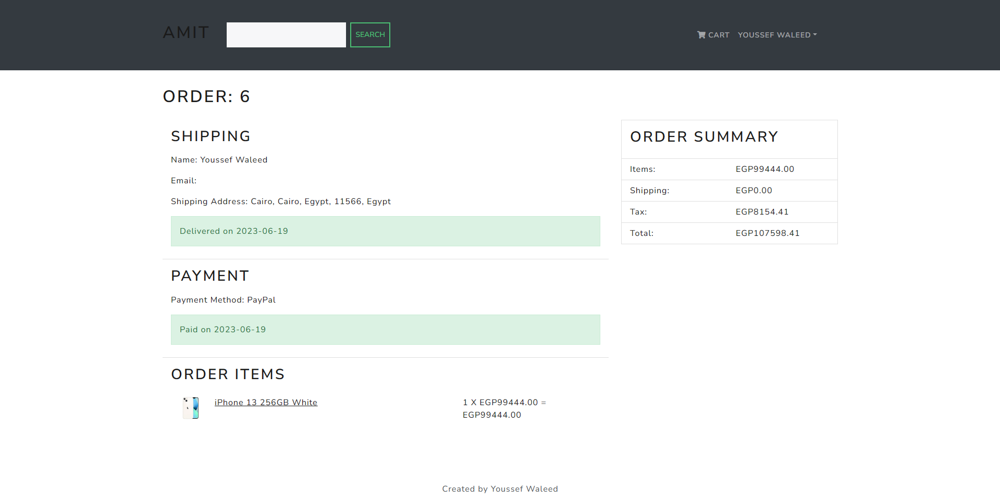 AMIT
SEARCH
CART
YOUSSEF WALEED
ORDER: 6
SHIPPING
Name: Youssef Waleed
Email:
Shipping Address: Cairo, Cairo, Egypt, 11566, Egypt
Delivered on 2023-06-19
PAYMENT
Payment Method: PayPal
Paid on 2023-06-19
ORDER ITEMS
iPhone 13 256GB White
1 X EGP99444.00 =
EGP99444.00
ORDER SUMMARY
Items: EGP99444.00
Shipping: EGP0.00
Tax: EGP8154.41
Total: EGP107598.41
Created by Youssef Waleed